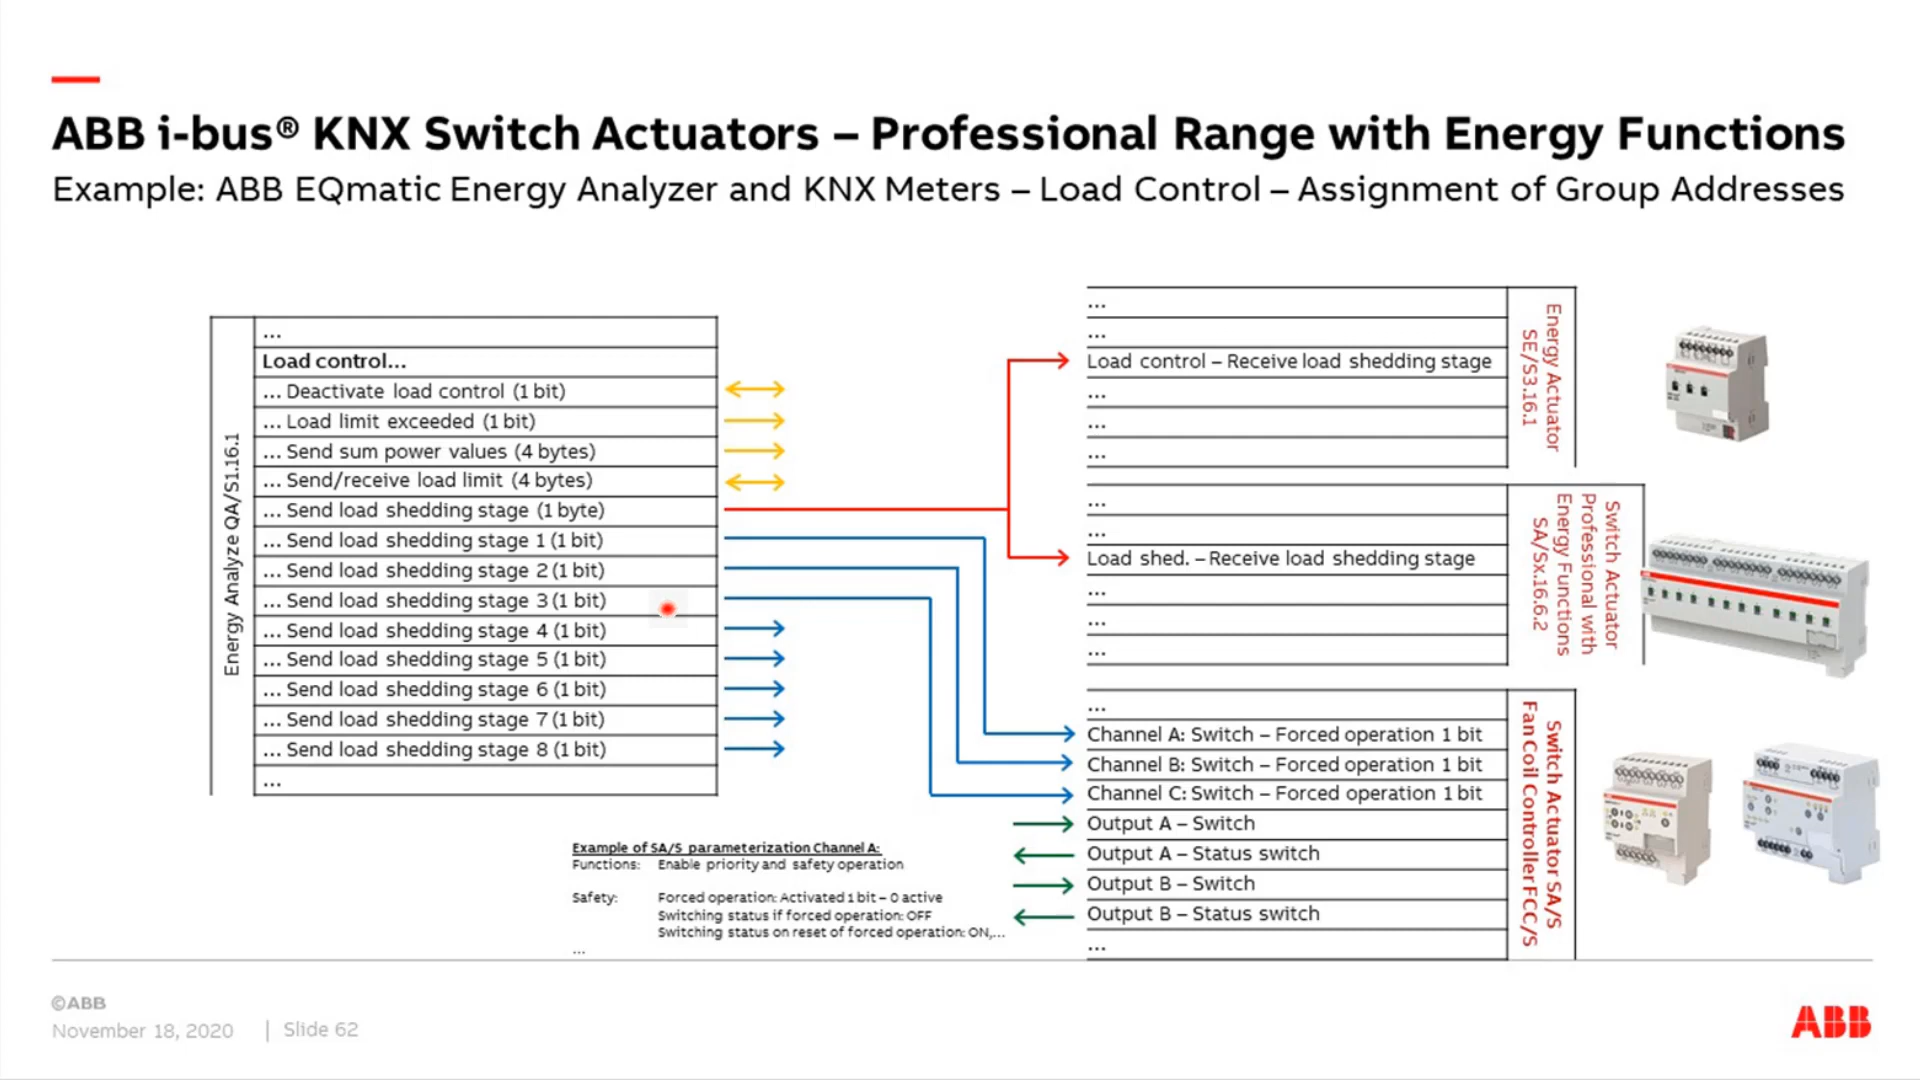 ABB i-bus® KNX Switch Actuators – Professional Range with Energy Functions
Example: ABB EQmatic Energy Analyzer and KNX Meters – Load Control – Assignment of Group Addresses
Energy Analyze QA/S1.16.1
...
Load control...
... Deactivate load control (1 bit)
... Load limit exceeded (1 bit)
... Send sum power values (4 bytes)
... Send/receive load limit (4 bytes)
... Send load shedding stage (1 byte)
... Send load shedding stage 1 (1 bit)
... Send load shedding stage 2 (1 bit)
... Send load shedding stage 3 (1 bit)
... Send load shedding stage 4 (1 bit)
... Send load shedding stage 5 (1 bit)
... Send load shedding stage 6 (1 bit)
... Send load shedding stage 7 (1 bit)
... Send load shedding stage 8 (1 bit)
...
...
...
Load control – Receive load shedding stage
...
...
...
Energy Actuator
SE/S3.16.1
...
...
Load shed. – Receive load shedding stage
...
...
...
Switch Actuator
Professional with
Energy Functions
SA/Sx.16.6.2
...
Channel A: Switch – Forced operation 1 bit
Channel B: Switch – Forced operation 1 bit
Channel C: Switch – Forced operation 1 bit
Output A – Switch
Output A – Status switch
Output B – Switch
Output B – Status switch
...
Switch Actuator SA/S
Fan Coil Controller FCC/S
Example of SA/S parameterization Channel A:
Functions: Enable priority and safety operation
Safety: Forced operation: Activated 1 bit – 0 active
Switching status if forced operation: OFF
Switching status on reset of forced operation: ON,...
...
©ABB
November 18, 2020 | Slide 62
ABB